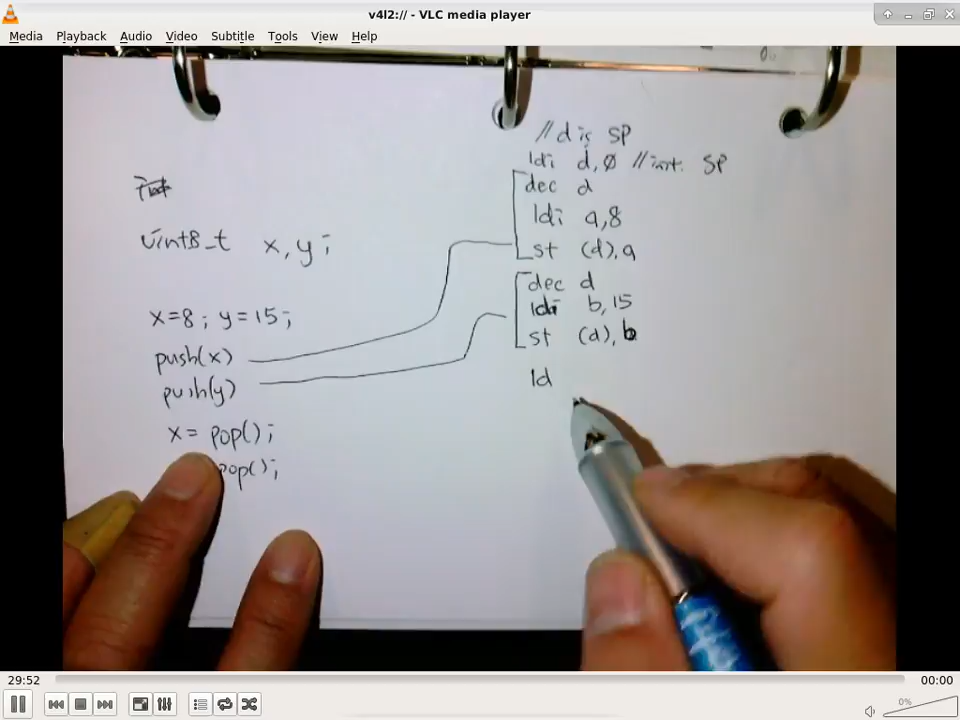 v4l2:// - VLC media player
Media Playback Audio Video Subtitle Tools View Help
uint8_t x, y;
x=8; y=15;
push(x)
push(y)
x= pop();
pop();
// d is SP
ldi d,0 // init. SP
dec d
ldi a,8
st (d),a
dec d
ldi b,15
st (d),b
ld
29:52
00:00
0%